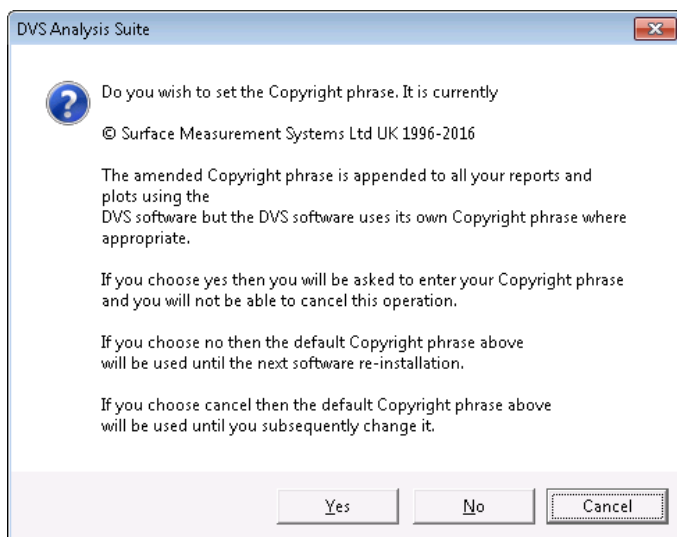 DVS Analysis Suite
Do you wish to set the Copyright phrase. It is currently
© Surface Measurement Systems Ltd UK 1996-2016
The amended Copyright phrase is appended to all your reports and
plots using the
DVS software but the DVS software uses its own Copyright phrase where
appropriate.
If you choose yes then you will be asked to enter your Copyright phrase
and you will not be able to cancel this operation.
If you choose no then the default Copyright phrase above
will be used until the next software re-installation.
If you choose cancel then the default Copyright phrase above
will be used until you subsequently change it.
Yes
No
Cancel